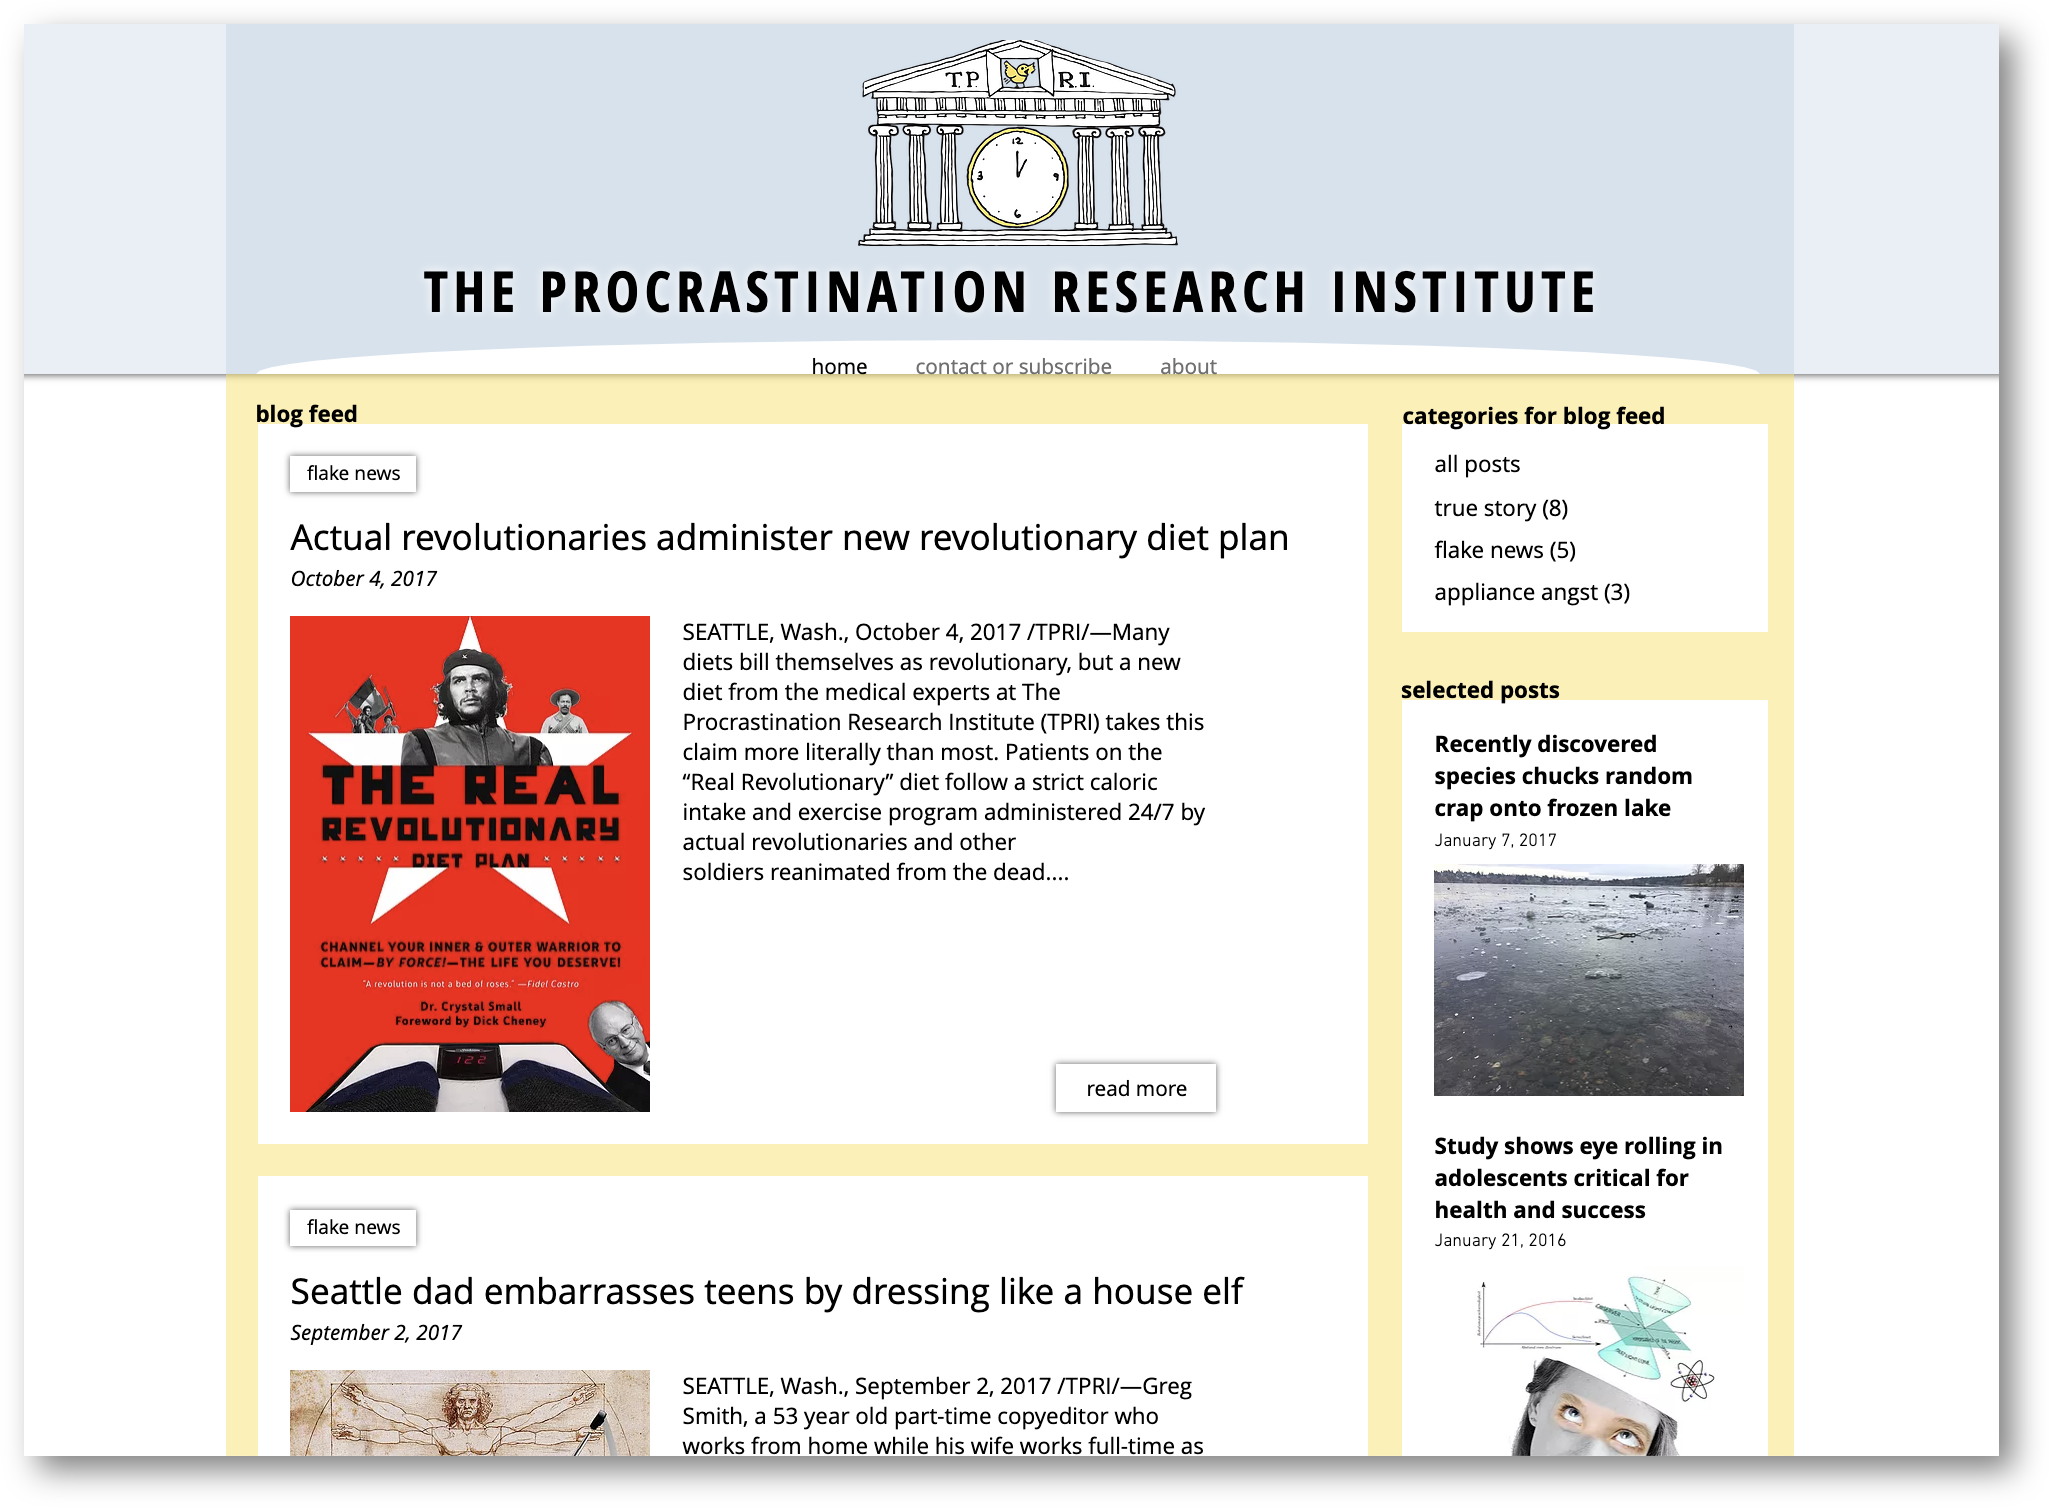 T.P. R.I.
12
3 9
6
THE PROCRASTINATION RESEARCH INSTITUTE
home contact or subscribe about
blog feed
flake news
Actual revolutionaries administer new revolutionary diet plan
October 4, 2017
THE REAL
REVOLUTIONARY
DIET PLAN
CHANNEL YOUR INNER & OUTER WARRIOR TO
CLAIM—BY FORCE!—THE LIFE YOU DESERVE!
"A revolution is not a bed of roses." —Fidel Castro
Dr. Crystal Small
Foreword by Dick Cheney
122
SEATTLE, Wash., October 4, 2017 /TPRI/—Many
diets bill themselves as revolutionary, but a new
diet from the medical experts at The
Procrastination Research Institute (TPRI) takes this
claim more literally than most. Patients on the
“Real Revolutionary” diet follow a strict caloric
intake and exercise program administered 24/7 by
actual revolutionaries and other
soldiers reanimated from the dead....
read more
flake news
Seattle dad embarrasses teens by dressing like a house elf
September 2, 2017
SEATTLE, Wash., September 2, 2017 /TPRI/—Greg
Smith, a 53 year old part-time copyeditor who
works from home while his wife works full-time as
categories for blog feed
all posts
true story (8)
flake news (5)
appliance angst (3)
selected posts
Recently discovered
species chucks random
crap onto frozen lake
January 7, 2017
Study shows eye rolling in
adolescents critical for
health and success
January 21, 2016